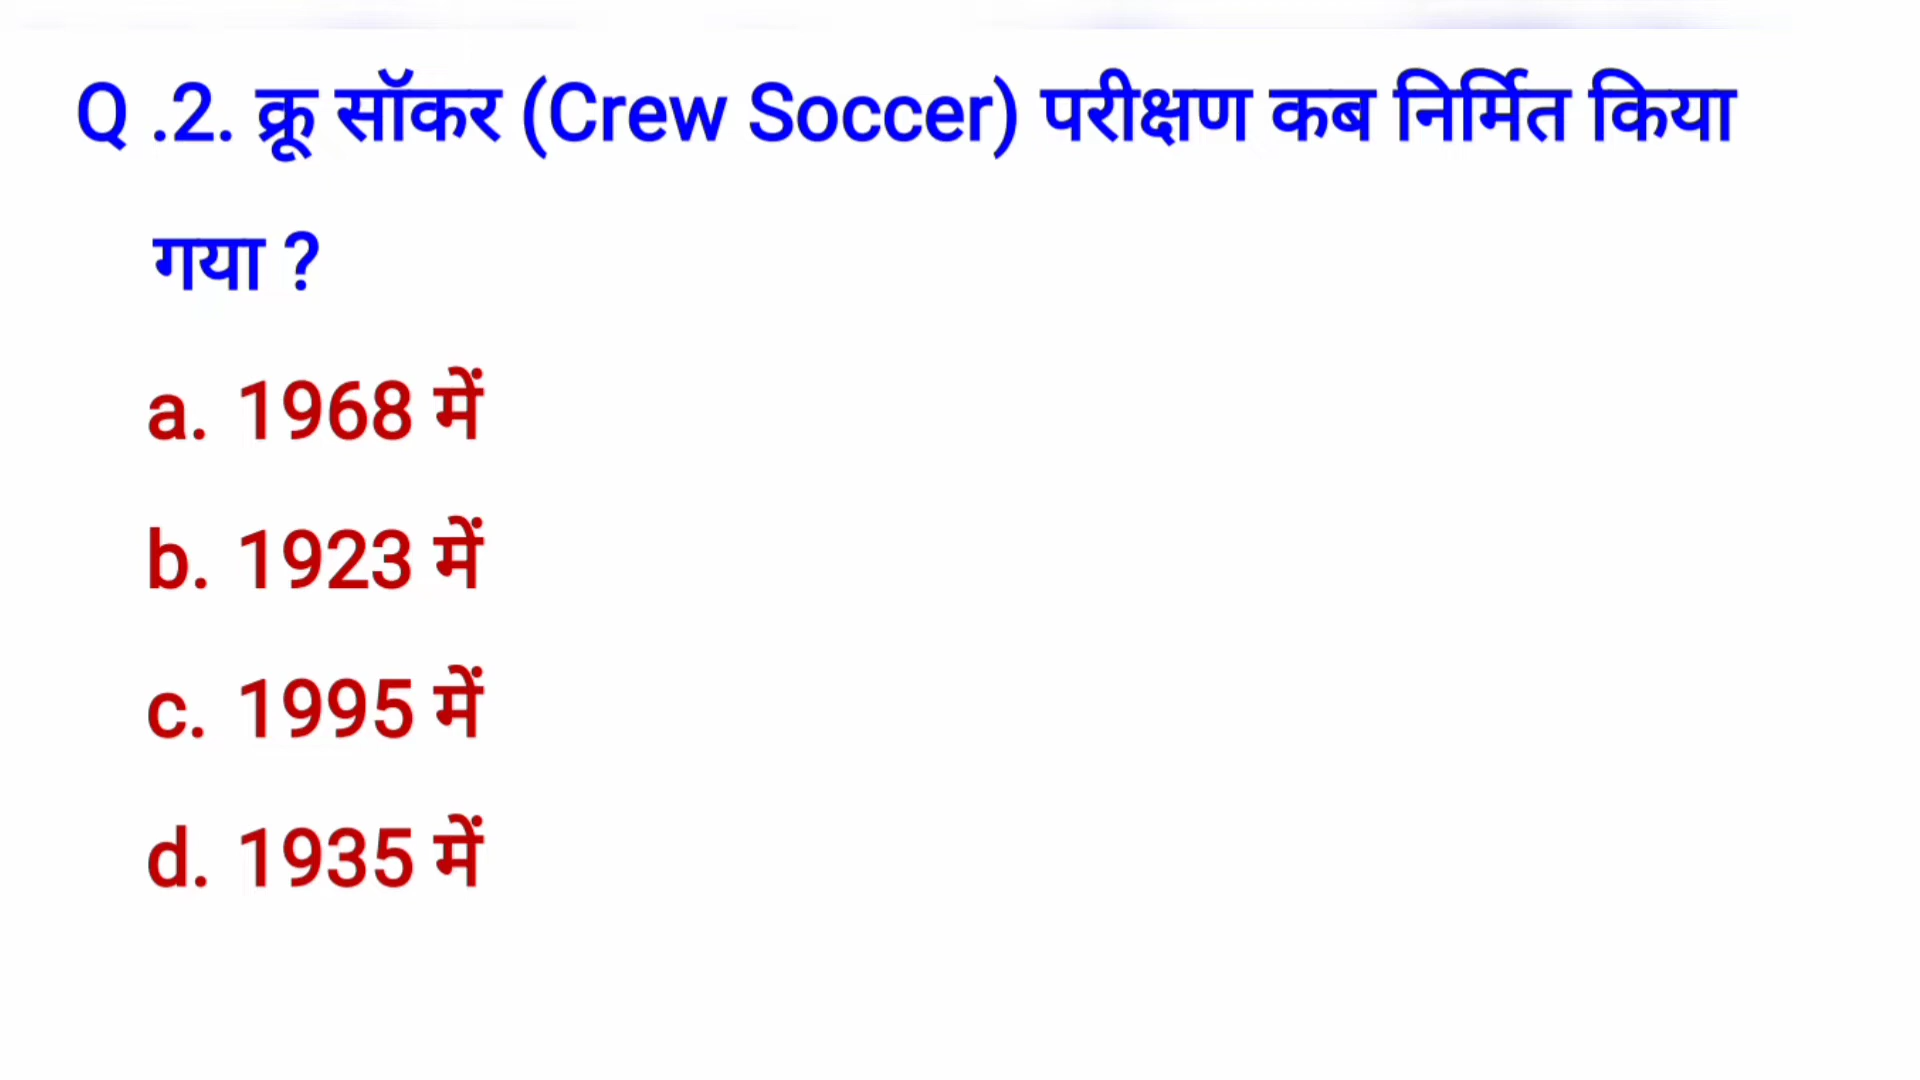 Q .2. क्रू सॉकर (Crew Soccer) परीक्षण कब निर्मित किया
गया ?
a. 1968 में
b. 1923 में
c. 1995 में
d. 1935 में